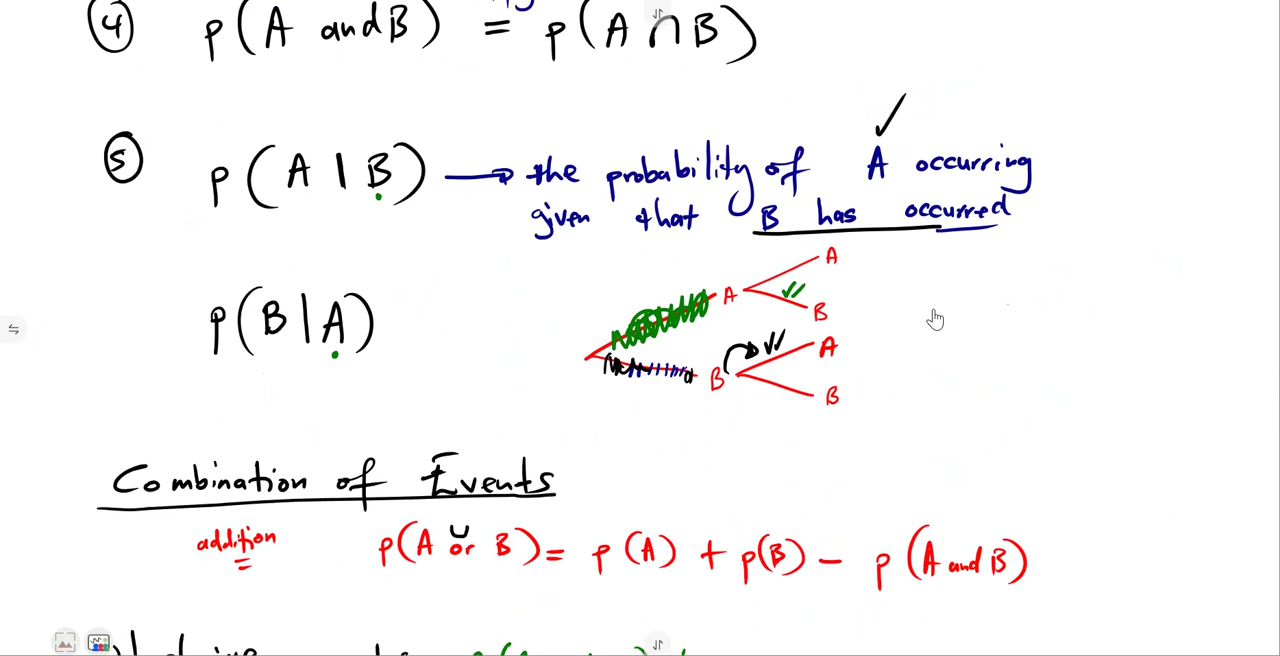 ④ P(A and B) = P(A ∩ B)
⑤ P(A | B) → the probability of A occurring
given that B has occurred
P(B | A)
A
A
B
B
A
B
Combination of Events
addition P(A or B) = P(A) + P(B) − P(A and B)
∪